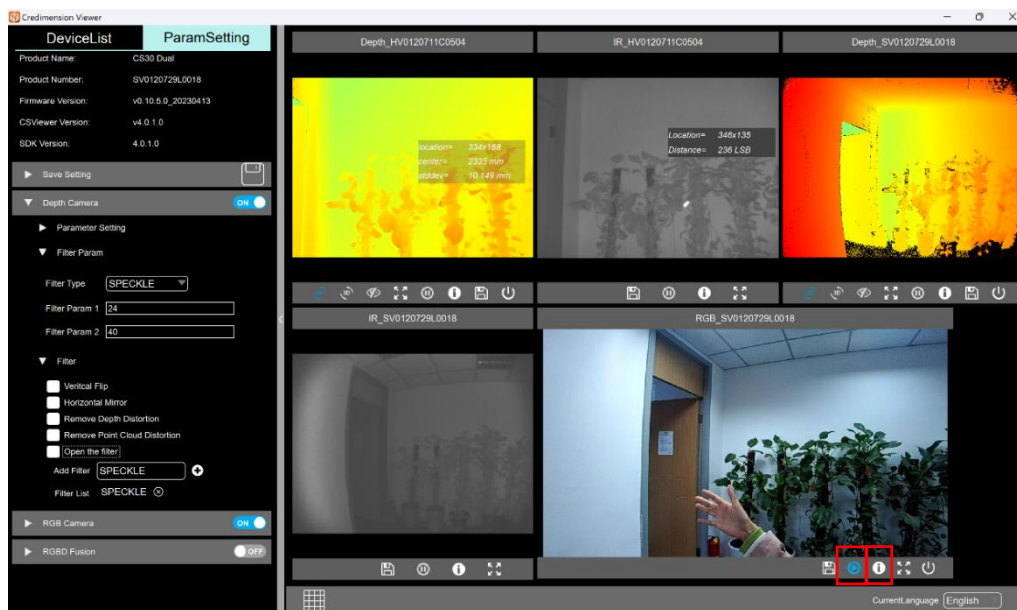 Credimension Viewer
DeviceList ParamSetting
Product Name: CS30 Dual
Product Number: SV0120729L0018
Firmware Version: v0.10.5.0_20230413
CSViewer Version: v4.0.1.0
SDK Version: 4.0.1.0
Save Setting
Depth Camera ON
Parameter Setting
Filter Param
Filter Type SPECKLE
Filter Param 1 24
Filter Param 2 40
Filter
Veritcal Flip
Horizontal Mirror
Remove Depth Distortion
Remove Point Cloud Distortion
Open the filter
Add Filter SPECKLE
Filter List SPECKLE
RGB Camera ON
RGBD Fusion OFF
Depth_HV0120711C0504
location= 334x168
center= 2335 mm
stddev= 10.149 mm
IR_HV0120711C0504
Location= 346x135
Distance= 236 LSB
Depth_SV0120729L0018
IR_SV0120729L0018
RGB_SV0120729L0018
CurrentLanguage English